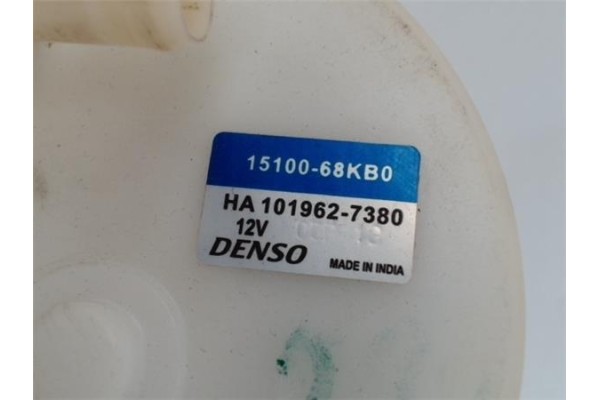 15100-68KB0
HA 101962-7380
12V
DENSO MADE IN INDIA